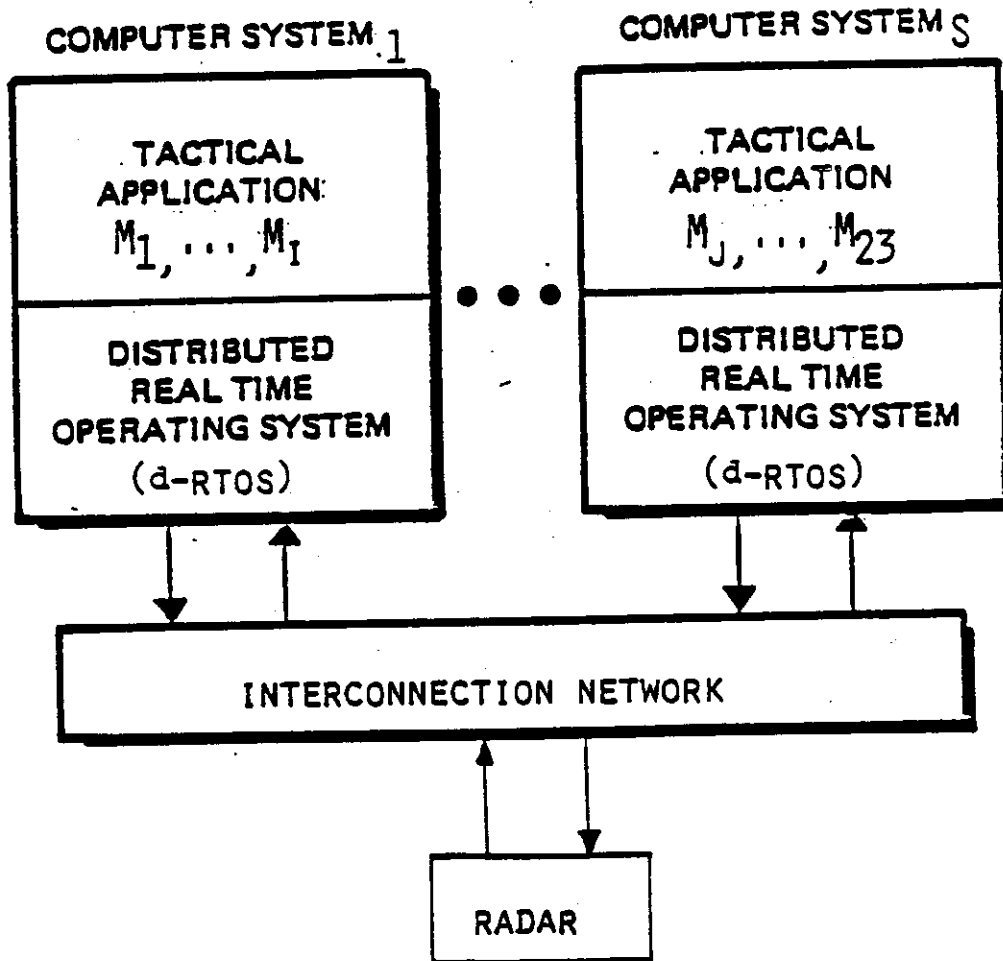 COMPUTER SYSTEM 1
TACTICAL
APPLICATION:
M1, ..., MI
DISTRIBUTED
REAL TIME
OPERATING SYSTEM
(d-RTOS)
COMPUTER SYSTEM S
TACTICAL
APPLICATION
MJ, ..., M23
DISTRIBUTED
REAL TIME
OPERATING SYSTEM
(d-RTOS)
INTERCONNECTION NETWORK
RADAR